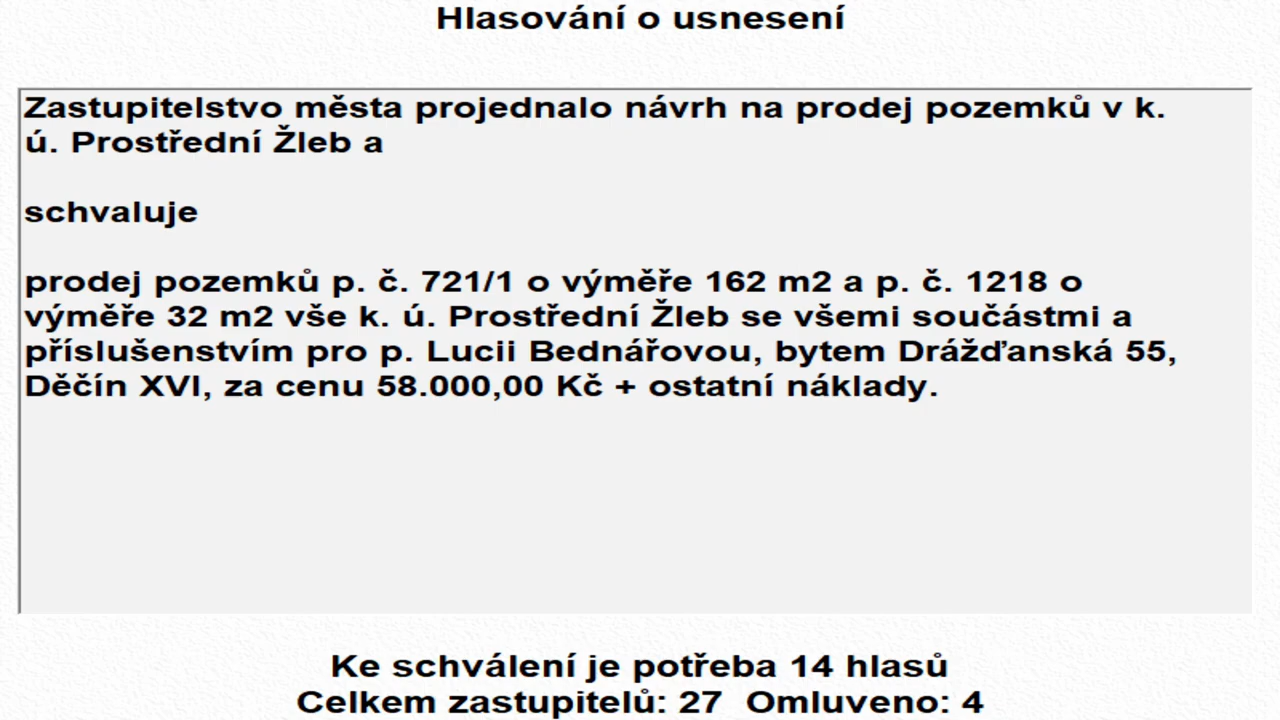 Hlasování o usnesení
Zastupitelstvo města projednalo návrh na prodej pozemků v k.
ú. Prostřední Žleb a
schvaluje
prodej pozemků p. č. 721/1 o výměře 162 m2 a p. č. 1218 o
výměře 32 m2 vše k. ú. Prostřední Žleb se všemi součástmi a
příslušenstvím pro p. Lucii Bednářovou, bytem Drážďanská 55,
Děčín XVI, za cenu 58.000,00 Kč + ostatní náklady.
Ke schválení je potřeba 14 hlasů
Celkem zastupitelů: 27 Omluveno: 4